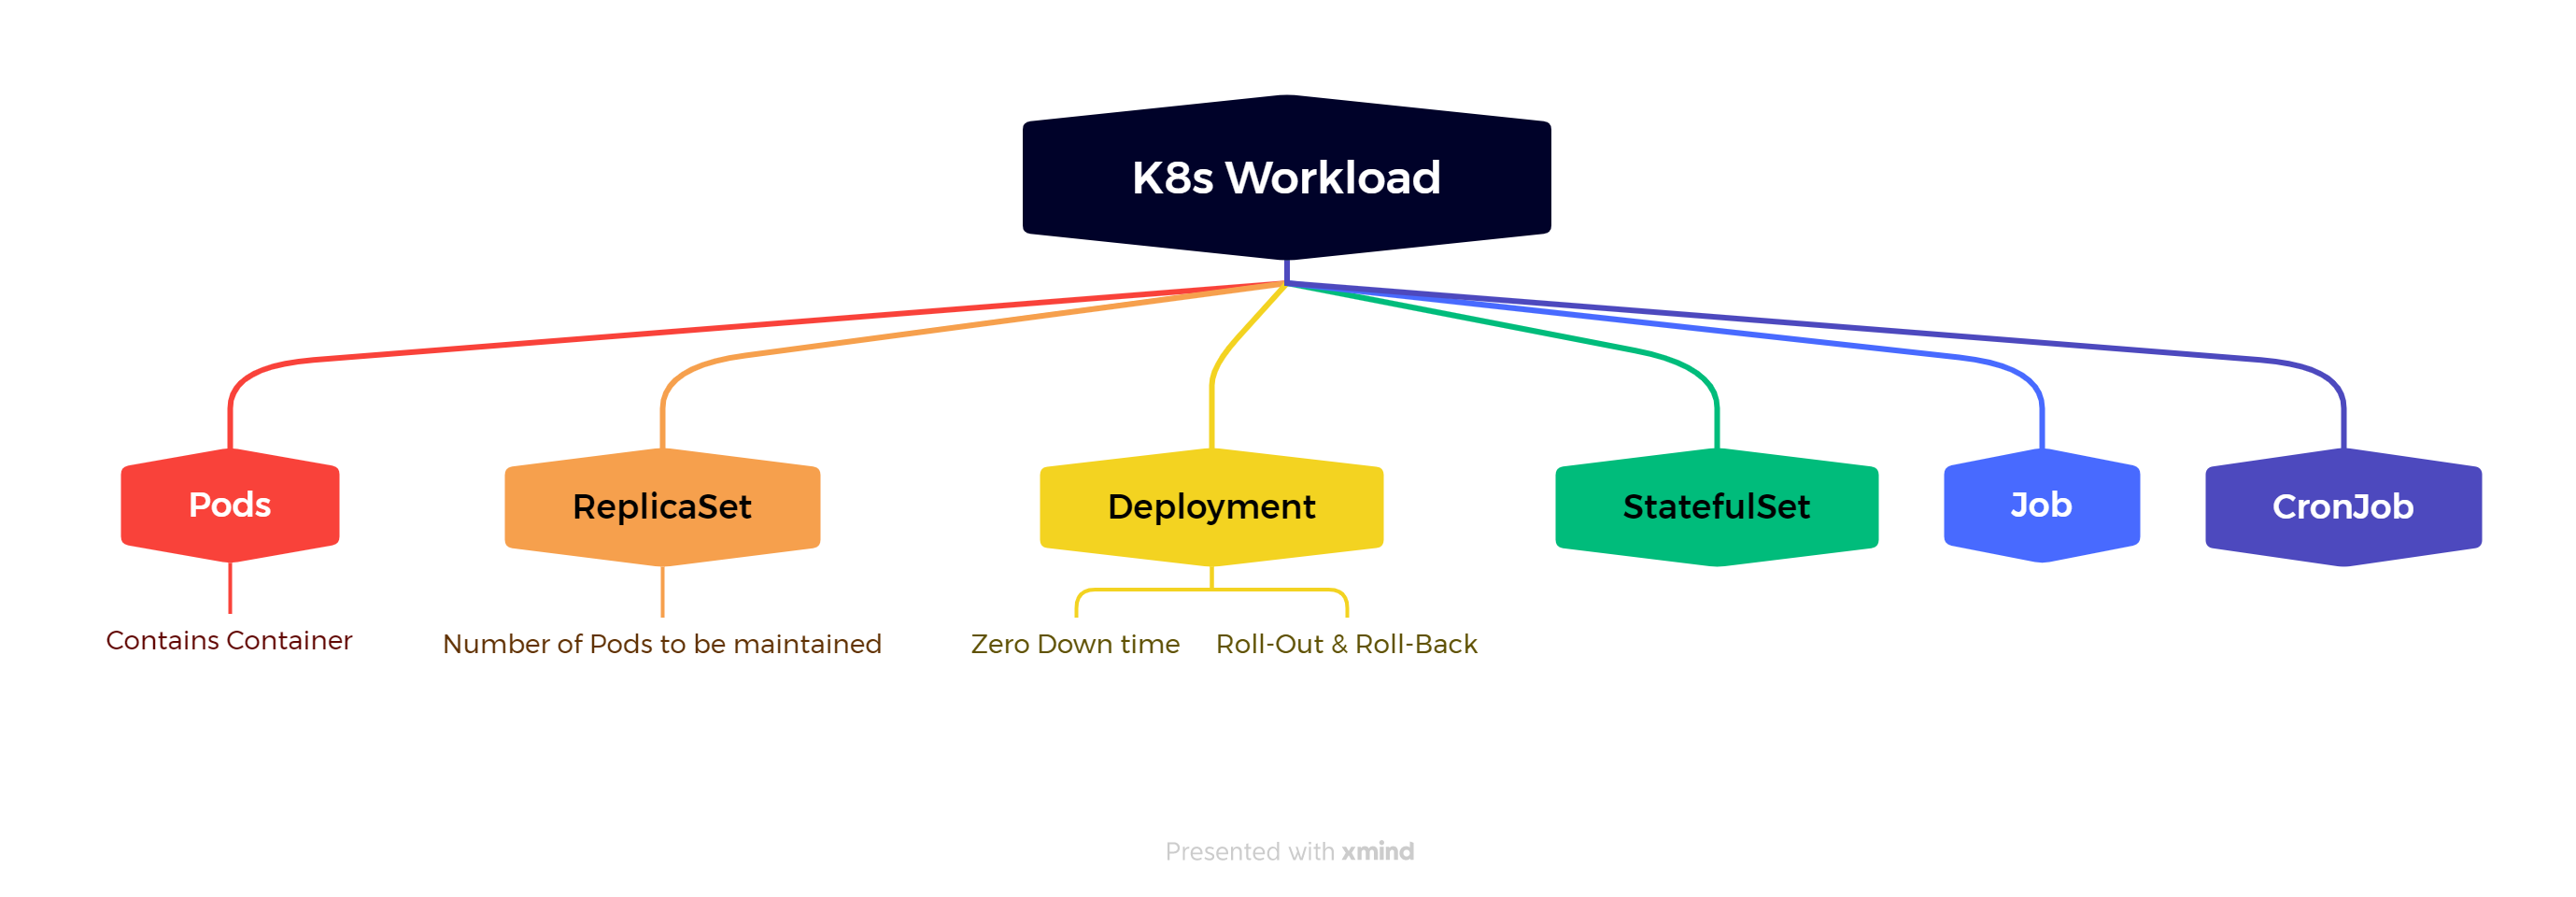 K8s Workload
Pods
ReplicaSet
Deployment
StatefulSet
Job
CronJob
Contains Container
Number of Pods to be maintained
Zero Down time
Roll-Out & Roll-Back
Presented with xmind